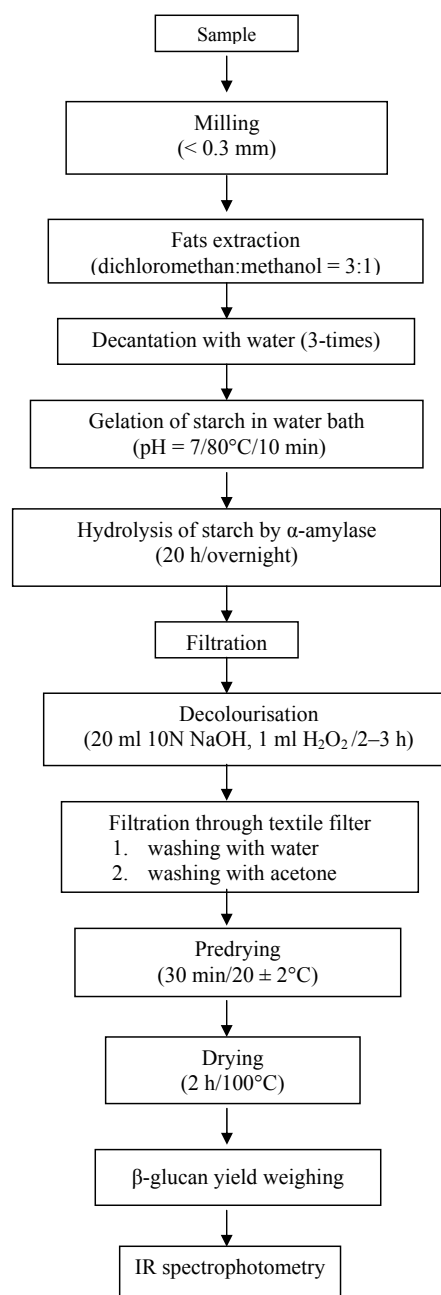 Sample
Milling
(< 0.3 mm)
Fats extraction
(dichloromethan:methanol = 3:1)
Decantation with water (3-times)
Gelation of starch in water bath
(pH = 7/80°C/10 min)
Hydrolysis of starch by α-amylase
(20 h/overnight)
Filtration
Decolourisation
(20 ml 10N NaOH, 1 ml H₂O₂ /2–3 h)
Filtration through textile filter
1. washing with water
2. washing with acetone
Predrying
(30 min/20 ± 2°C)
Drying
(2 h/100°C)
β-glucan yield weighing
IR spectrophotometry